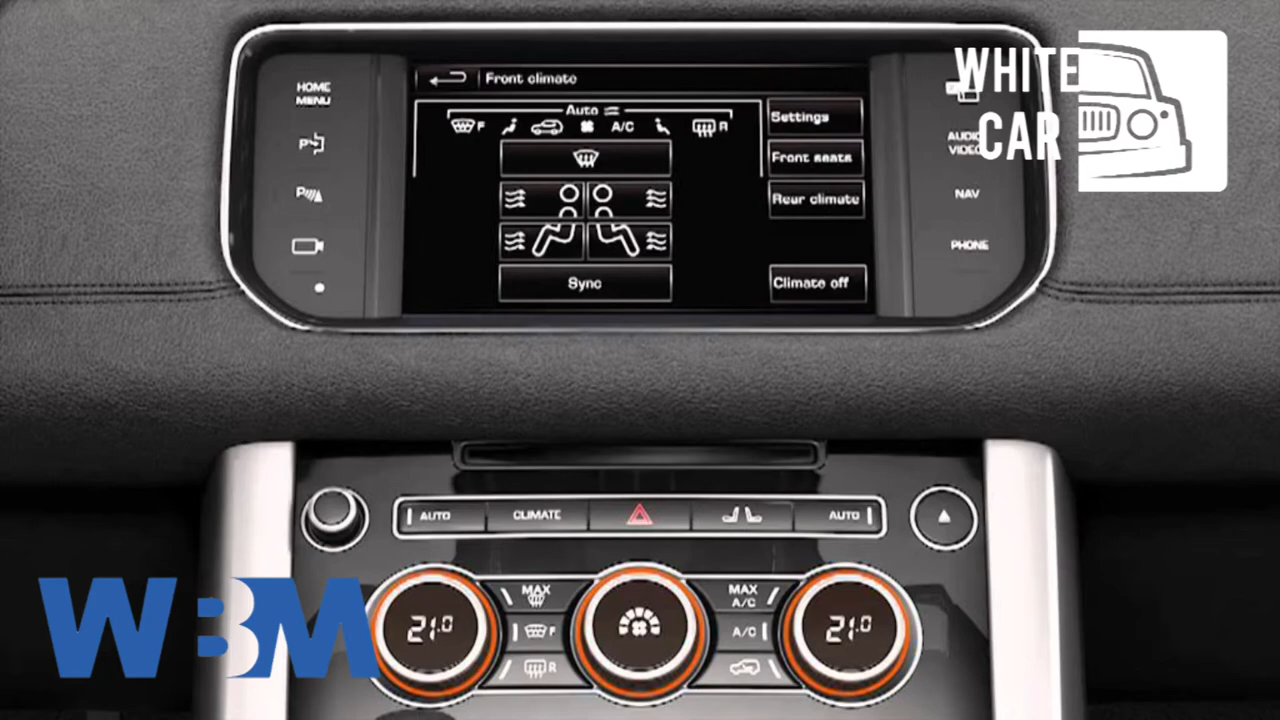 WHITE
CAR
HOME
MENU
Front climate
Auto
F A/C R
Settings
Front seats
Rear climate
Sync
Climate off
AUDIO
VIDEO
NAV
PHONE
AUTO CLIMATE AUTO
MAX MAX
A/C
21.0 F A/C 21.0
R
WBM